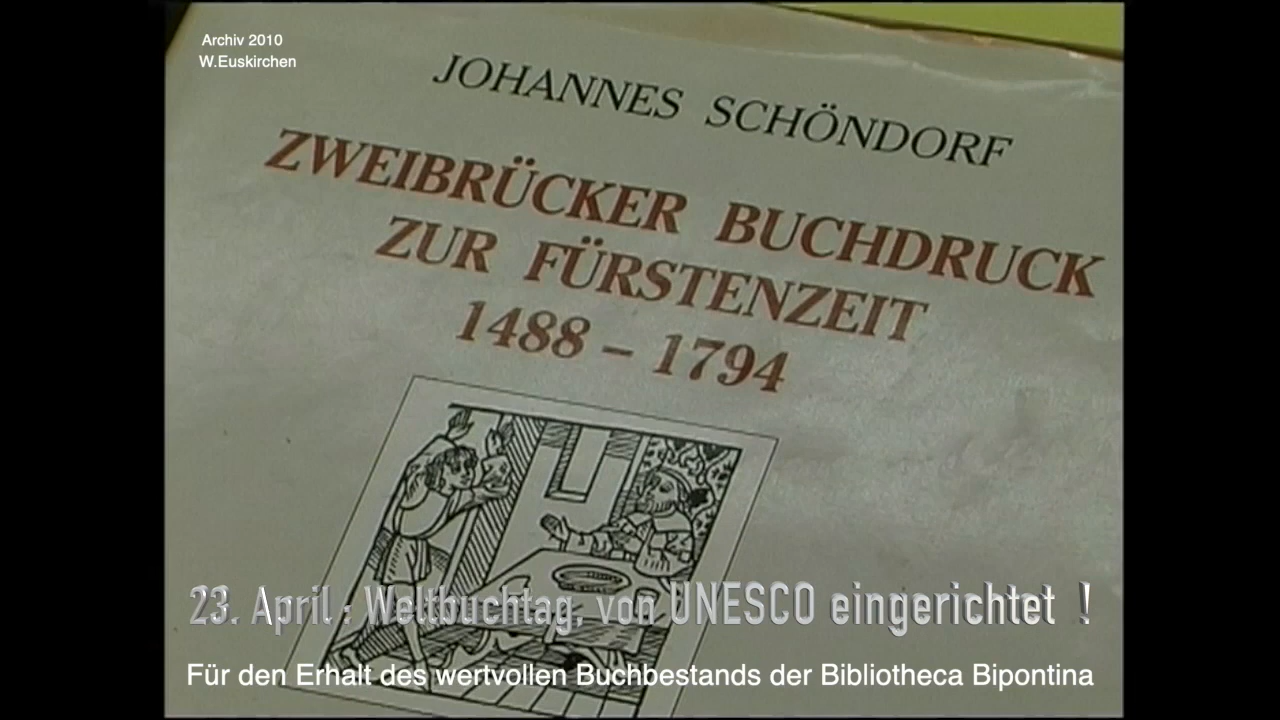 Archiv 2010
W.Euskirchen
JOHANNES SCHÖNDORF
ZWEIBRÜCKER BUCHDRUCK
ZUR FÜRSTENZEIT
1488 – 1794
23. April : Weltbuchtag, von UNESCO eingerichtet !
Für den Erhalt des wertvollen Buchbestands der Bibliotheca Bipontina